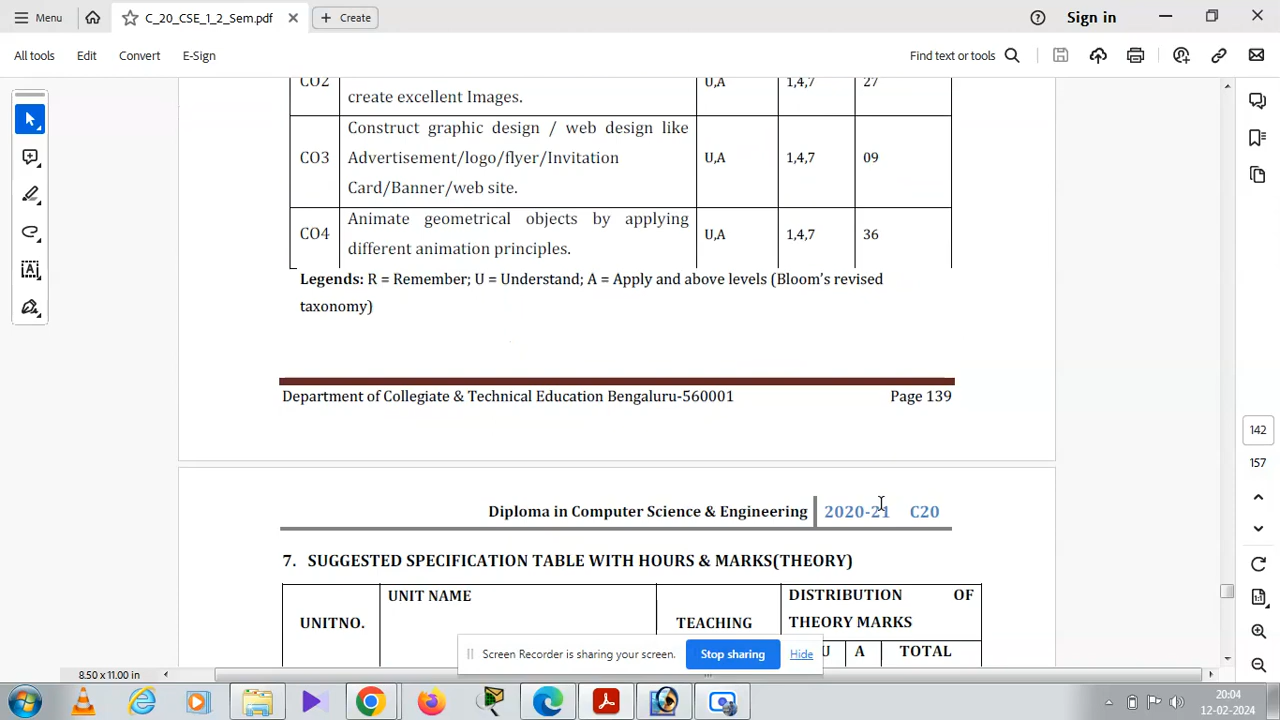 Menu
C_20_CSE_1_2_Sem.pdf
Create
Sign in
All tools
Edit
Convert
E-Sign
Find text or tools
CO2
create excellent Images.
U,A
1,4,7
27
CO3
Construct graphic design / web design like
Advertisement/logo/flyer/Invitation
Card/Banner/web site.
U,A
1,4,7
09
CO4
Animate geometrical objects by applying
different animation principles.
U,A
1,4,7
36
Legends: R = Remember; U = Understand; A = Apply and above levels (Bloom's revised
taxonomy)
Department of Collegiate & Technical Education Bengaluru-560001 Page 139
142
157
Diploma in Computer Science & Engineering 2020-21 C20
7. SUGGESTED SPECIFICATION TABLE WITH HOURS & MARKS(THEORY)
UNITNO.
UNIT NAME
TEACHING
DISTRIBUTION OF
THEORY MARKS
U A TOTAL
Screen Recorder is sharing your screen.
Stop sharing
Hide
8.50 x 11.00 in
20:04
12-02-2024